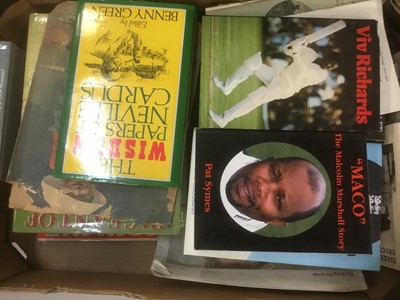 THE
WISDEN
PAPERS OF
NEVILLE
CARDUS
Edited by
BENNY GREEN
Viv Richards
"MACO"
The Malcolm Marshall Story
Pat Symes